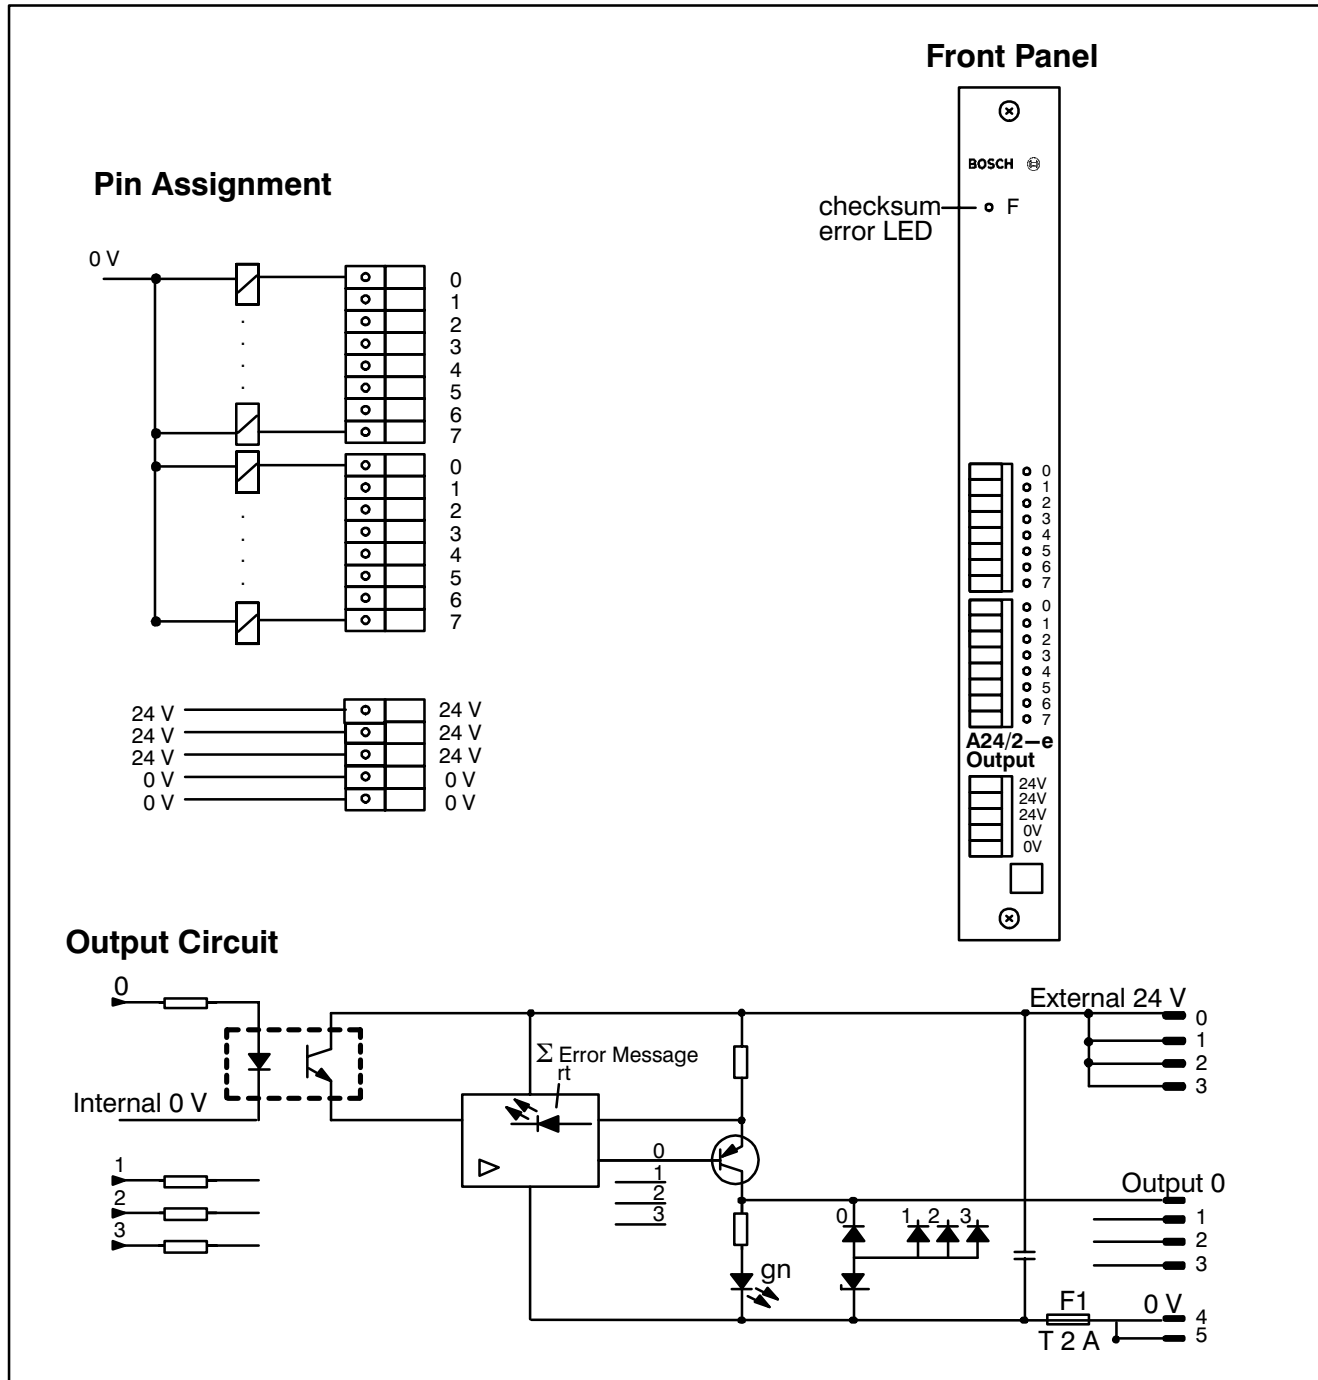 Front Panel
BOSCH
checksum
error LED
F
Pin Assignment
0 V
0
1
2
3
4
5
6
7
0
1
2
3
4
5
6
7
24 V 24 V
24 V 24 V
24 V 24 V
0 V 0 V
0 V 0 V
0
1
2
3
4
5
6
7
0
1
2
3
4
5
6
7
A24/2–e
Output
24V
24V
24V
0V
0V
Output Circuit
0
Internal 0 V
1
2
3
Σ Error Message
rt
0
1
2
3
gn
0 1 2 3
External 24 V
0
1
2
3
Output 0
1
2
3
F1
T 2 A
0 V
4
5